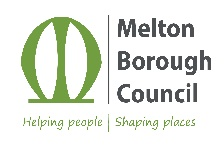 Melton
Borough
Council
Helping people | Shaping places